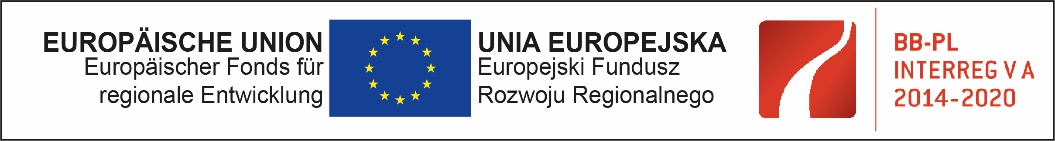 EUROPÄISCHE UNION
Europäischer Fonds für
regionale Entwicklung
UNIA EUROPEJSKA
Europejski Fundusz
Rozwoju Regionalnego
BB-PL
INTERREG V A
2014-2020